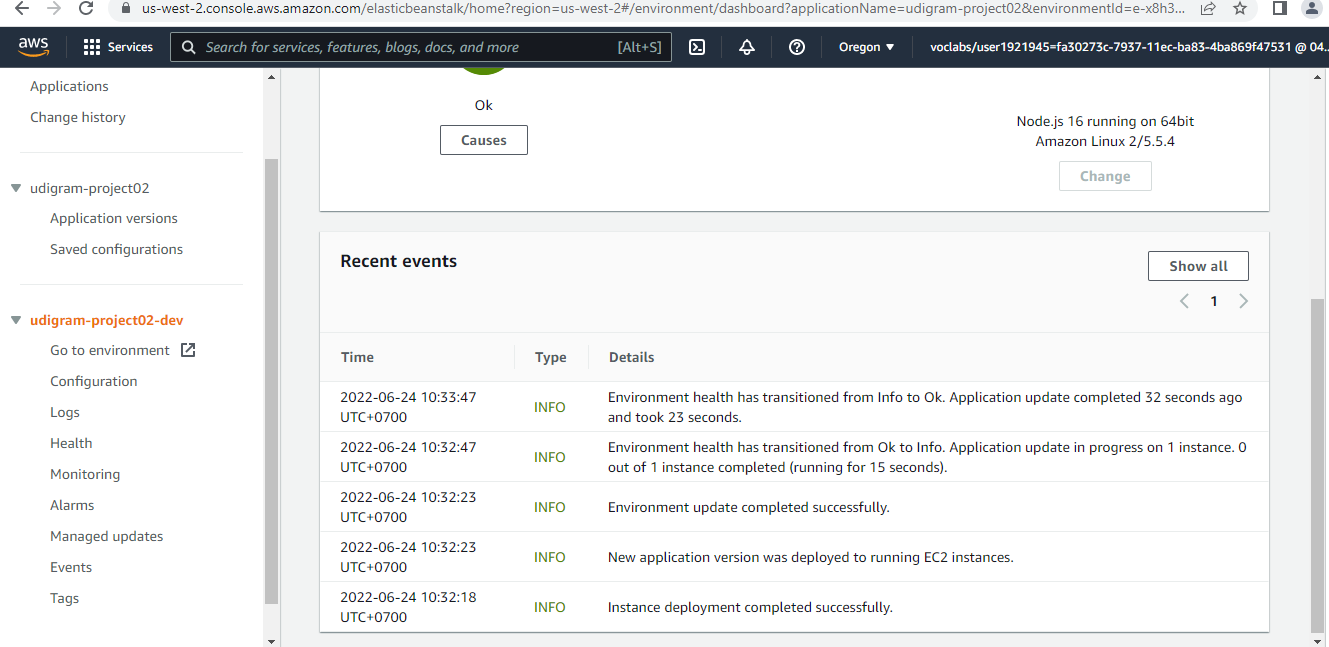 us-west-2.console.aws.amazon.com/elasticbeanstalk/home?region=us-west-2#/environment/dashboard?applicationName=udigram-project02&environmentId=e-x8h3...
aws
Services
Search for services, features, blogs, docs, and more
[Alt+S]
Oregon ▼
voclabs/user1921945=fa30273c-7937-11ec-ba83-4ba869f47531 @ 04...
Applications
Change history
udigram-project02
Application versions
Saved configurations
udigram-project02-dev
Go to environment
Configuration
Logs
Health
Monitoring
Alarms
Managed updates
Events
Tags
Ok
Causes
Node.js 16 running on 64bit
Amazon Linux 2/5.5.4
Change
Recent events
Show all
1
Time Type Details
2022-06-24 10:33:47
UTC+0700
INFO
Environment health has transitioned from Info to Ok. Application update completed 32 seconds ago
and took 23 seconds.
2022-06-24 10:32:47
UTC+0700
INFO
Environment health has transitioned from Ok to Info. Application update in progress on 1 instance. 0
out of 1 instance completed (running for 15 seconds).
2022-06-24 10:32:23
UTC+0700
INFO
Environment update completed successfully.
2022-06-24 10:32:23
UTC+0700
INFO
New application version was deployed to running EC2 instances.
2022-06-24 10:32:18
UTC+0700
INFO
Instance deployment completed successfully.